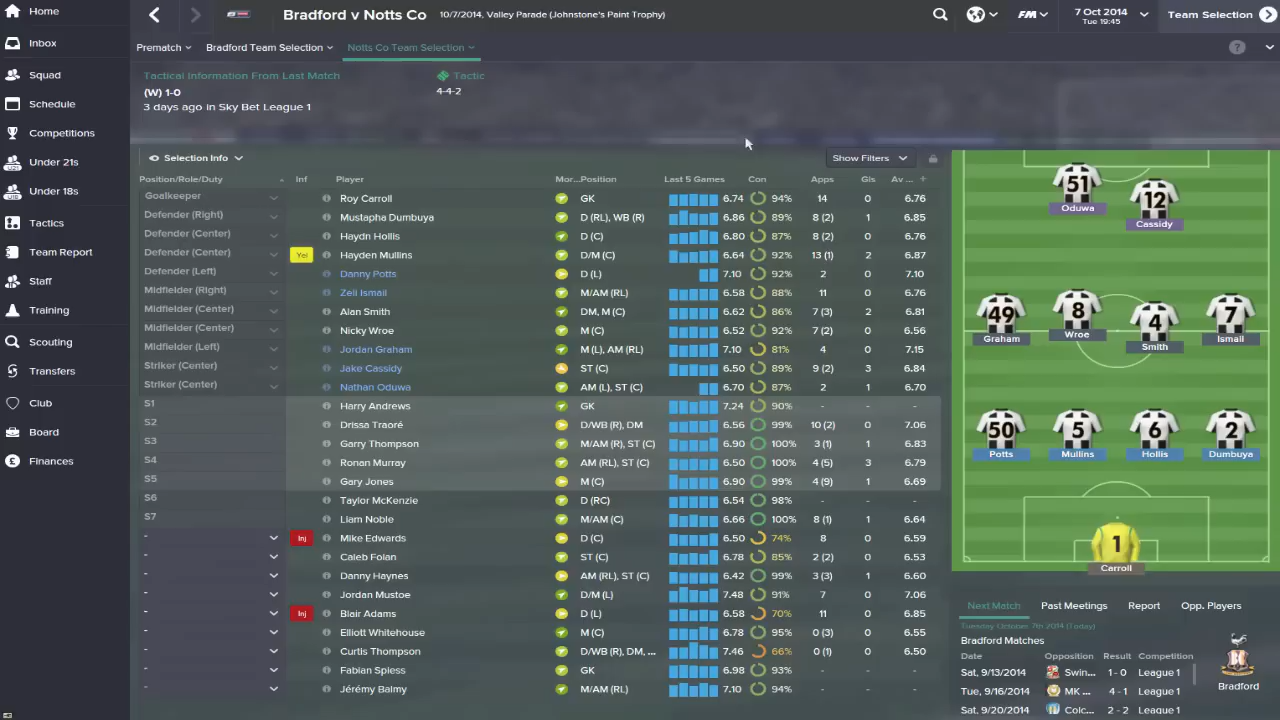 Home
Bradford v Notts Co 10/7/2014, Valley Parade (Johnstone's Paint Trophy)
FM
7 Oct 2014
Tue 19:45
Team Selection
Inbox
Prematch Bradford Team Selection Notts Co Team Selection ?
Squad
Schedule
Competitions
Under 21s
Under 18s
Tactics
Team Report
Staff
Training
Scouting
Transfers
Club
Board
Finances
Tactical Information From Last Match Tactic
(W) 1-0 4-4-2
3 days ago in Sky Bet League 1
Selection Info Show Filters
Position/Role/Duty Inf Player Mor... Position Last 5 Games Con Apps Gls Av ...
Goalkeeper Roy Carroll GK 6.74 94% 14 0 6.76
Defender (Right) Mustapha Dumbuya D (RL), WB (R) 6.86 89% 8 (2) 1 6.85
Defender (Center) Haydn Hollis D (C) 6.80 87% 8 (2) 0 6.76
Defender (Center) Yel Hayden Mullins D/M (C) 6.64 92% 13 (1) 2 6.87
Defender (Left) Danny Potts D (L) 7.10 92% 2 0 7.10
Midfielder (Right) Zeli Ismail M/AM (RL) 6.58 88% 11 0 6.76
Midfielder (Center) Alan Smith DM, M (C) 6.62 86% 7 (3) 2 6.81
Midfielder (Center) Nicky Wroe M (C) 6.52 92% 7 (2) 0 6.56
Midfielder (Left) Jordan Graham M (L), AM (RL) 7.10 81% 4 0 7.15
Striker (Center) Jake Cassidy ST (C) 6.50 89% 9 (2) 3 6.84
Striker (Center) Nathan Oduwa AM (L), ST (C) 6.70 87% 2 1 6.70
S1 Harry Andrews GK 7.24 90% - - -
S2 Drissa Traoré D/WB (R), DM 6.56 99% 10 (2) 0 7.06
S3 Garry Thompson M/AM (R), ST (C) 6.90 100% 3 (1) 1 6.83
S4 Ronan Murray AM (RL), ST (C) 6.50 100% 4 (5) 3 6.79
S5 Gary Jones M (C) 6.90 99% 4 (9) 1 6.69
S6 Taylor McKenzie D (RC) 6.54 98% - - -
S7 Liam Noble M/AM (C) 6.66 100% 8 (1) 1 6.64
- Inj Mike Edwards D (C) 6.50 74% 8 0 6.59
- Caleb Folan ST (C) 6.78 85% 2 (2) 0 6.53
- Danny Haynes AM (RL), ST (C) 6.42 99% 3 (3) 1 6.60
- Jordan Mustoe D/M (L) 7.48 91% 7 0 7.06
- Inj Blair Adams D (L) 6.58 70% 11 0 6.85
- Elliott Whitehouse M (C) 6.78 95% 0 (3) 0 6.55
- Curtis Thompson D/WB (R), DM, ... 7.46 66% 0 (1) 0 6.50
- Fabian Spiess GK 6.98 93% - - -
- Jérémy Balmy M/AM (RL) 7.10 94% - - -
51 12
Oduwa Cassidy
49 8 4 7
Graham Wroe Smith Ismail
50 5 6 2
Potts Mullins Hollis Dumbuya
1
Carroll
Next Match Past Meetings Report Opp. Players
Tuesday October 7th 2014 (Today)
Bradford Matches
Date Opposition Result Competition
Sat, 9/13/2014 Swin... 1-0 League 1
Tue, 9/16/2014 MK ... 4-1 League 1
Sat, 9/20/2014 Colc... 2-2 League 1
Bradford